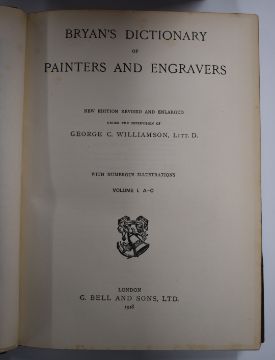 BRYAN'S DICTIONARY
OF
PAINTERS AND ENGRAVERS
NEW EDITION REVISED AND ENLARGED
UNDER THE SUPERVISION OF
GEORGE C. WILLIAMSON, LITT. D.
WITH NUMEROUS ILLUSTRATIONS
VOLUME I. A-C
LONDON
G. BELL AND SONS, LTD.